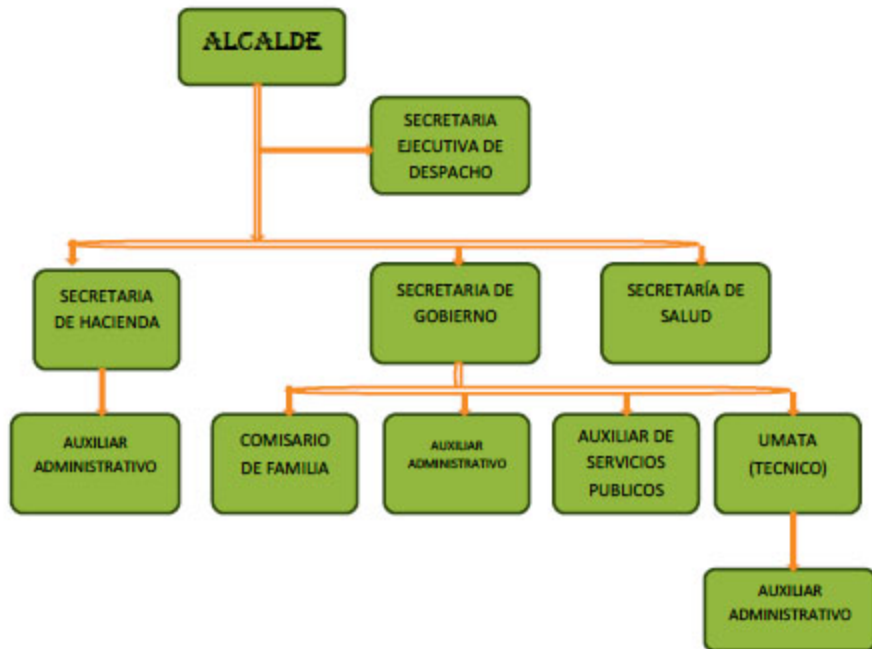 ALCALDE
SECRETARIA
EJECUTIVA DE
DESPACHO
SECRETARIA
DE HACIENDA
SECRETARIA DE
GOBIERNO
SECRETARÍA DE
SALUD
AUXILIAR
ADMINISTRATIVO
COMISARIO
DE FAMILIA
AUXILIAR
ADMINISTRATIVO
AUXILIAR DE
SERVICIOS
PUBLICOS
UMATA
(TECNICO)
AUXILIAR
ADMINISTRATIVO